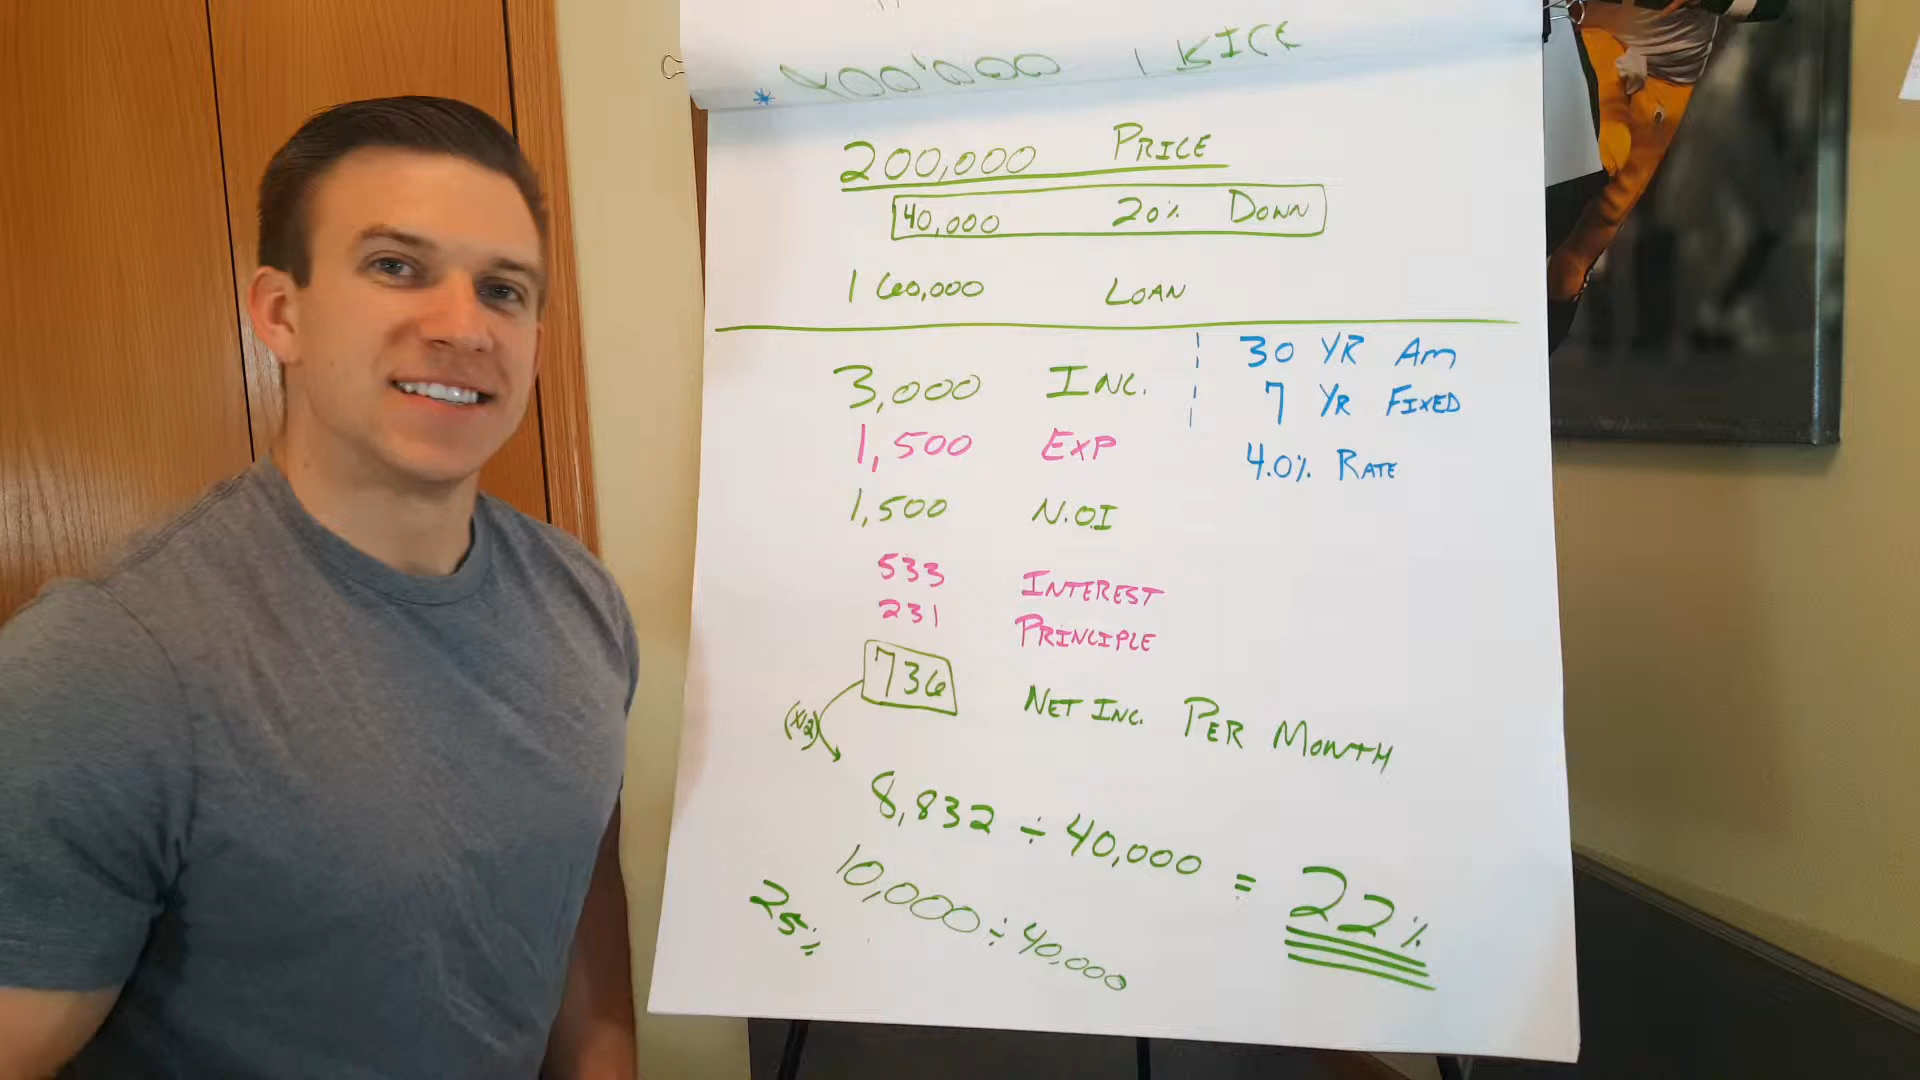 * 400,000 PRICE
200,000 PRICE
40,000 20% DOWN
160,000 LOAN
3,000 INC.
30 YR AM
1,500 EXP
7 YR FIXED
1,500 N.O.I
4.0% RATE
533 INTEREST
231 PRINCIPLE
736 NET INC. PER MONTH
(x12)
8,832 ÷ 40,000 = 22%
10,000 ÷ 40,000
25%